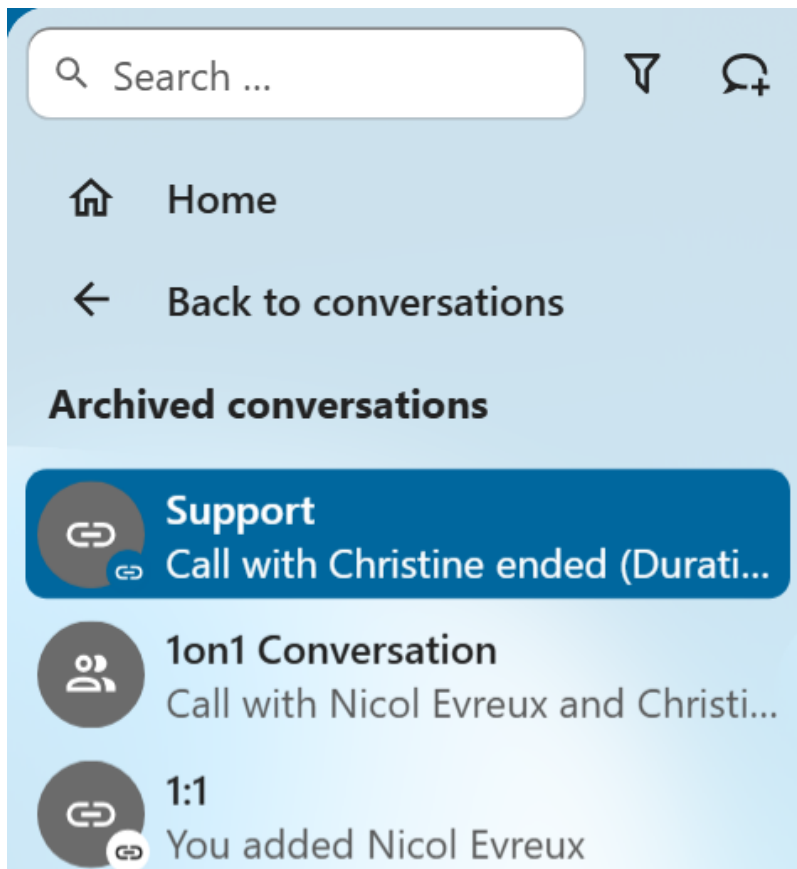 Search ...
Home
Back to conversations
Archived conversations
Support
Call with Christine ended (Durati...
1on1 Conversation
Call with Nicol Evreux and Christi...
1:1
You added Nicol Evreux